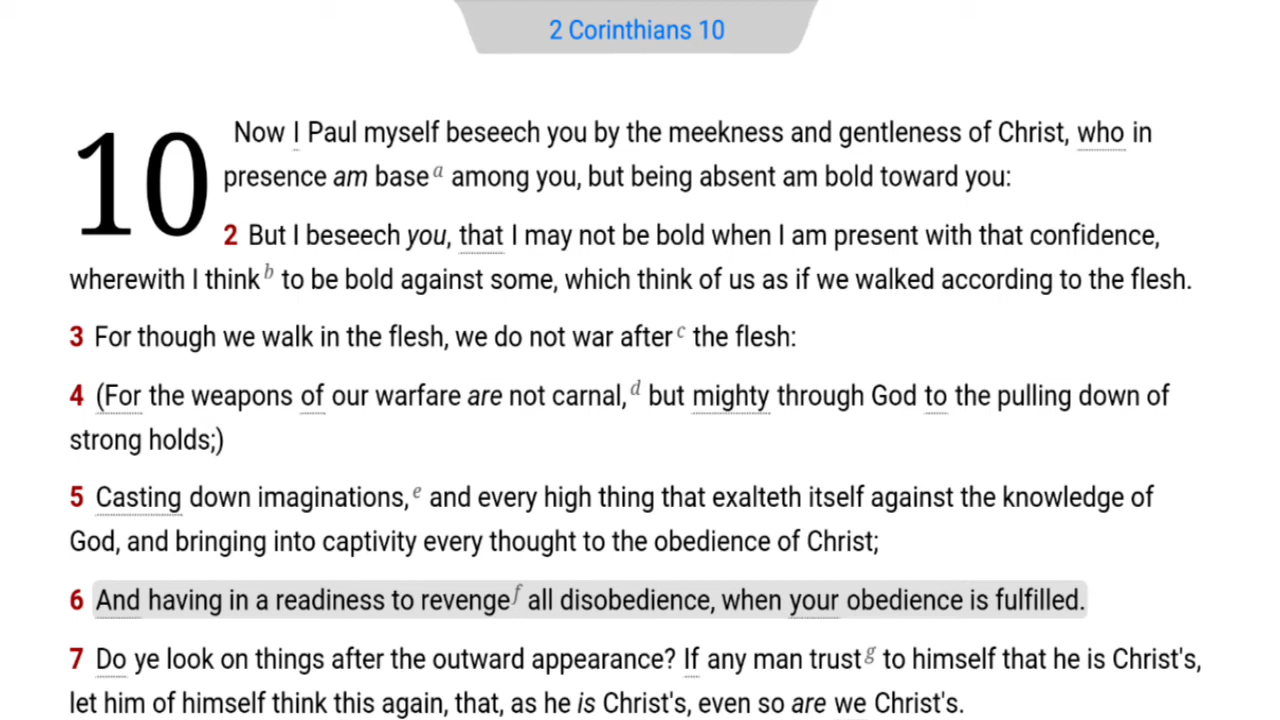 2 Corinthians 10
10 Now I Paul myself beseech you by the meekness and gentleness of Christ, who in
presence am base a among you, but being absent am bold toward you:
2 But I beseech you, that I may not be bold when I am present with that confidence,
wherewith I think b to be bold against some, which think of us as if we walked according to the flesh.
3 For though we walk in the flesh, we do not war after c the flesh:
4 (For the weapons of our warfare are not carnal, d but mighty through God to the pulling down of
strong holds;)
5 Casting down imaginations, e and every high thing that exalteth itself against the knowledge of
God, and bringing into captivity every thought to the obedience of Christ;
6 And having in a readiness to revenge f all disobedience, when your obedience is fulfilled.
7 Do ye look on things after the outward appearance? If any man trust g to himself that he is Christ's,
let him of himself think this again, that, as he is Christ's, even so are we Christ's.